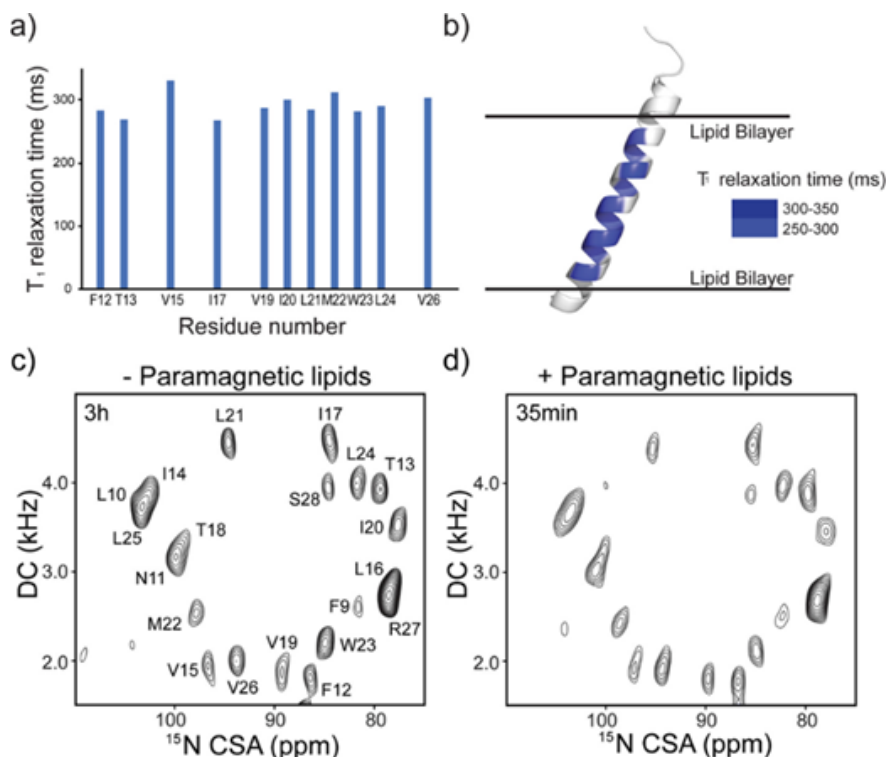 a)
T1 relaxation time (ms)
300
200
100
0
F12 T13 V15 I17 V19 I20 L21 M22 W23 L24 V26
Residue number
b)
Lipid Bilayer
T1 relaxation time (ms)
300-350
250-300
Lipid Bilayer
c)
- Paramagnetic lipids
3h
L21
I17
L24
T13
I14
L10
S28
L25
I20
T18
N11
L16
F9
R27
M22
V19
W23
V15
V26
F12
DC (kHz)
4.0
3.0
2.0
100 90 80
15N CSA (ppm)
d)
+ Paramagnetic lipids
35min
DC (kHz)
4.0
3.0
2.0
100 90 80
15N CSA (ppm)